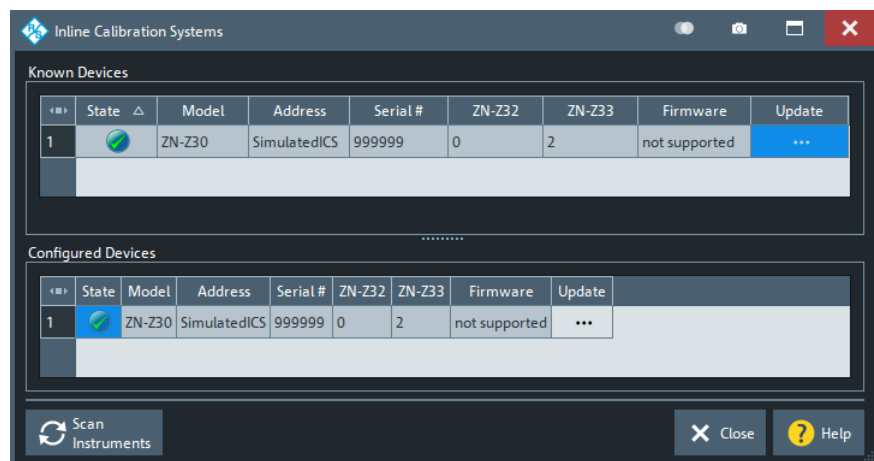 Inline Calibration Systems
Known Devices
State Model Address Serial # ZN-Z32 ZN-Z33 Firmware Update
1 ZN-Z30 SimulatedICS 999999 0 2 not supported ...
Configured Devices
State Model Address Serial # ZN-Z32 ZN-Z33 Firmware Update
1 ZN-Z30 SimulatedICS 999999 0 2 not supported ...
Scan
Instruments
Close
? Help